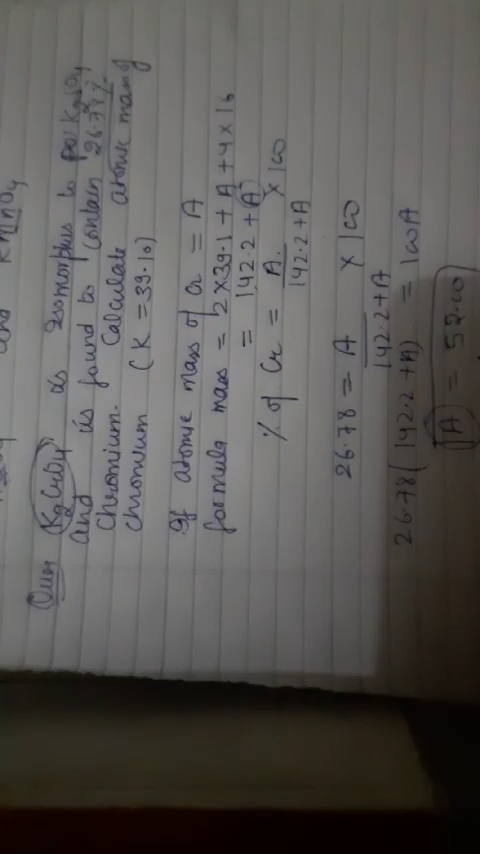 and KMnO4
Ques K2CrO4 is isomorphus to K2SO4
and is found to contain 26.78%
chromium. Calculate atomic mass of
chromium (K = 39.10)
If atomic mass of Cr = A
formula mass = 2×39.1 + A + 4×16
= 142.2 + A
% of Cr = A / 142.2+A × 100
26.78 = A / 142.2+A × 100
26.78 (142.2 + A) = 100A
A = 52.00